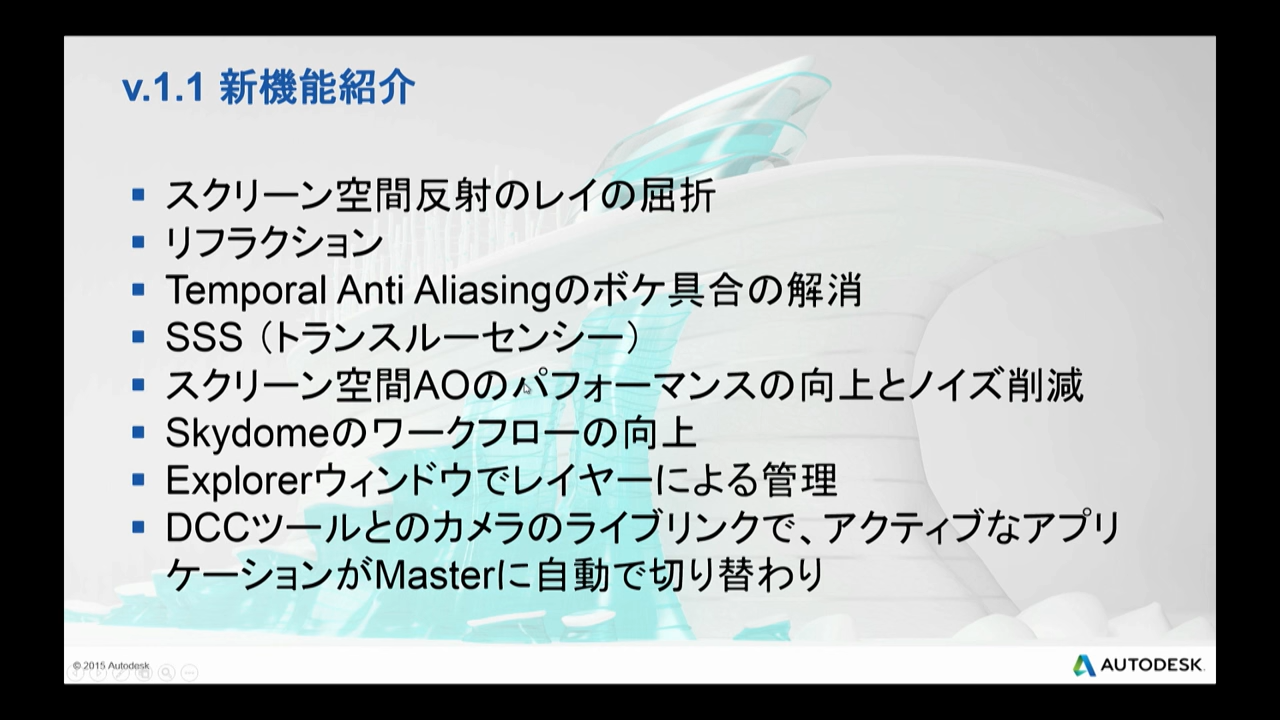 v.1.1 新機能紹介
スクリーン空間反射のレイの屈折
リフラクション
Temporal Anti Aliasingのボケ具合の解消
SSS（トランスルーセンシー）
スクリーン空間AOのパフォーマンスの向上とノイズ削減
Skydomeのワークフローの向上
Explorerウィンドウでレイヤーによる管理
DCCツールとのカメラのライブリンクで、アクティブなアプリ
ケーションがMasterに自動で切り替わり
© 2015 Autodesk
AUTODESK.